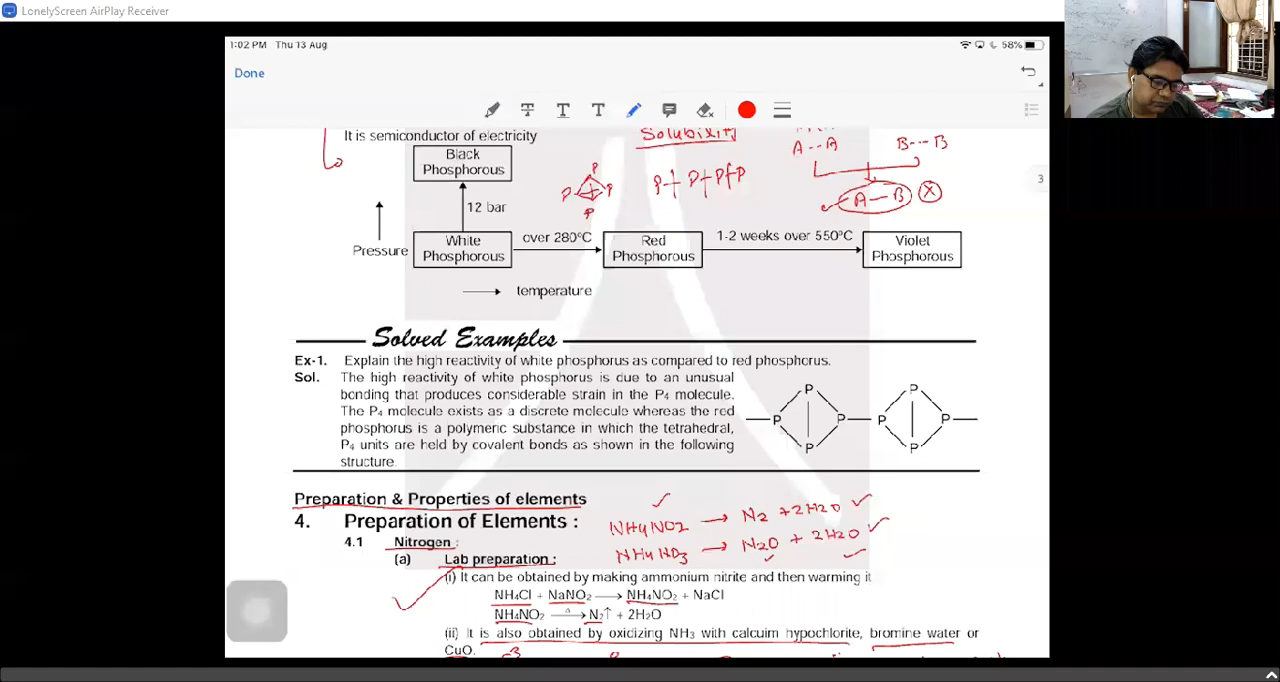 LonelyScreen AirPlay Receiver
1:02 PM Thu 13 Aug
58%
Done
It is semiconductor of electricity
Solubility
A -- A
B --- B
Black Phosphorous
P
P P
P
P P P P
A — B
3
12 bar
Pressure
White Phosphorous
over 280°C
Red Phosphorous
1-2 weeks over 550°C
Violet Phosphorous
temperature
Solved Examples
Ex-1. Explain the high reactivity of white phosphorus as compared to red phosphorus.
Sol. The high reactivity of white phosphorus is due to an unusual
bonding that produces considerable strain in the P₄ molecule.
The P₄ molecule exists as a discrete molecule whereas the red
phosphorus is a polymeric substance in which the tetrahedral,
P₄ units are held by covalent bonds as shown in the following
structure.
P P
P P P P
P P
Preparation & Properties of elements
NH4NO2 → N2 + 2H2O
4. Preparation of Elements :
NH4NO3 → N2O + 2H2O
4.1 Nitrogen :
(a) Lab preparation :
(i) It can be obtained by making ammonium nitrite and then warming it
NH₄Cl + NaNO₂ → NH₄NO₂ + NaCl
NH₄NO₂ —Δ→ N₂↑ + 2H₂O
(ii) It is also obtained by oxidizing NH₃ with calcuim hypochlorite, bromine water or
CuO.